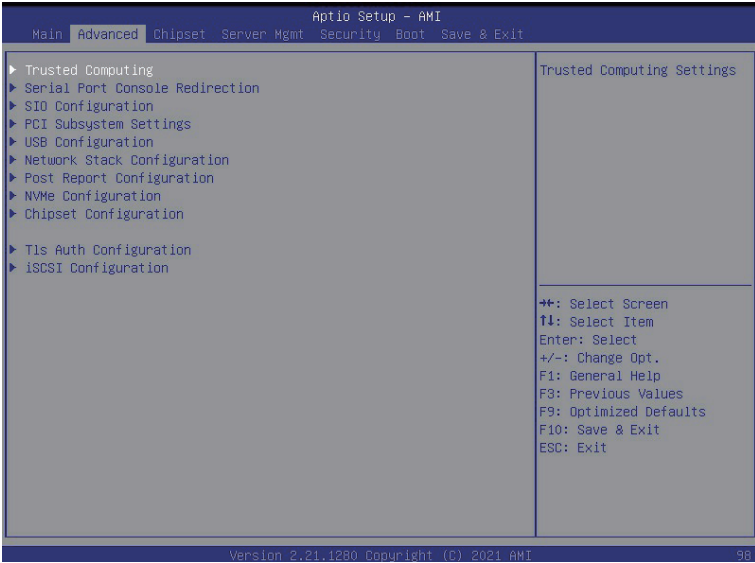 Aptio Setup – AMI
Main Advanced Chipset Server Mgmt Security Boot Save & Exit
Trusted Computing
Serial Port Console Redirection
SIO Configuration
PCI Subsystem Settings
USB Configuration
Network Stack Configuration
Post Report Configuration
NVMe Configuration
Chipset Configuration
Tls Auth Configuration
iSCSI Configuration
Trusted Computing Settings
→←: Select Screen
↑↓: Select Item
Enter: Select
+/-: Change Opt.
F1: General Help
F3: Previous Values
F9: Optimized Defaults
F10: Save & Exit
ESC: Exit
Version 2.21.1280 Copyright (C) 2021 AMI
98